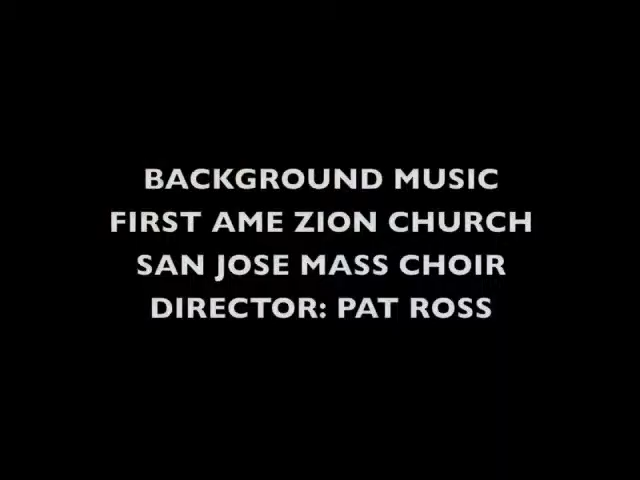 BACKGROUND MUSIC
FIRST AME ZION CHURCH
SAN JOSE MASS CHOIR
DIRECTOR: PAT ROSS